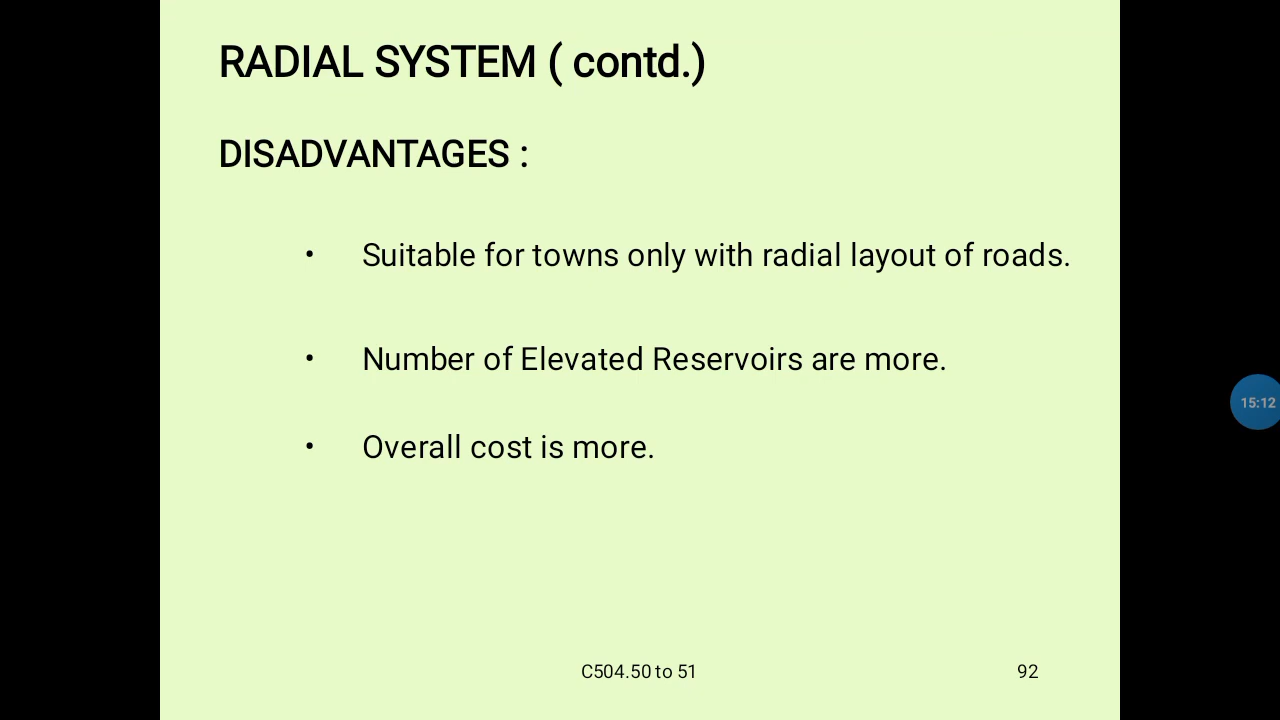 RADIAL SYSTEM ( contd.)
DISADVANTAGES :
• Suitable for towns only with radial layout of roads.
• Number of Elevated Reservoirs are more.
15:12
• Overall cost is more.
C504.50 to 51
92